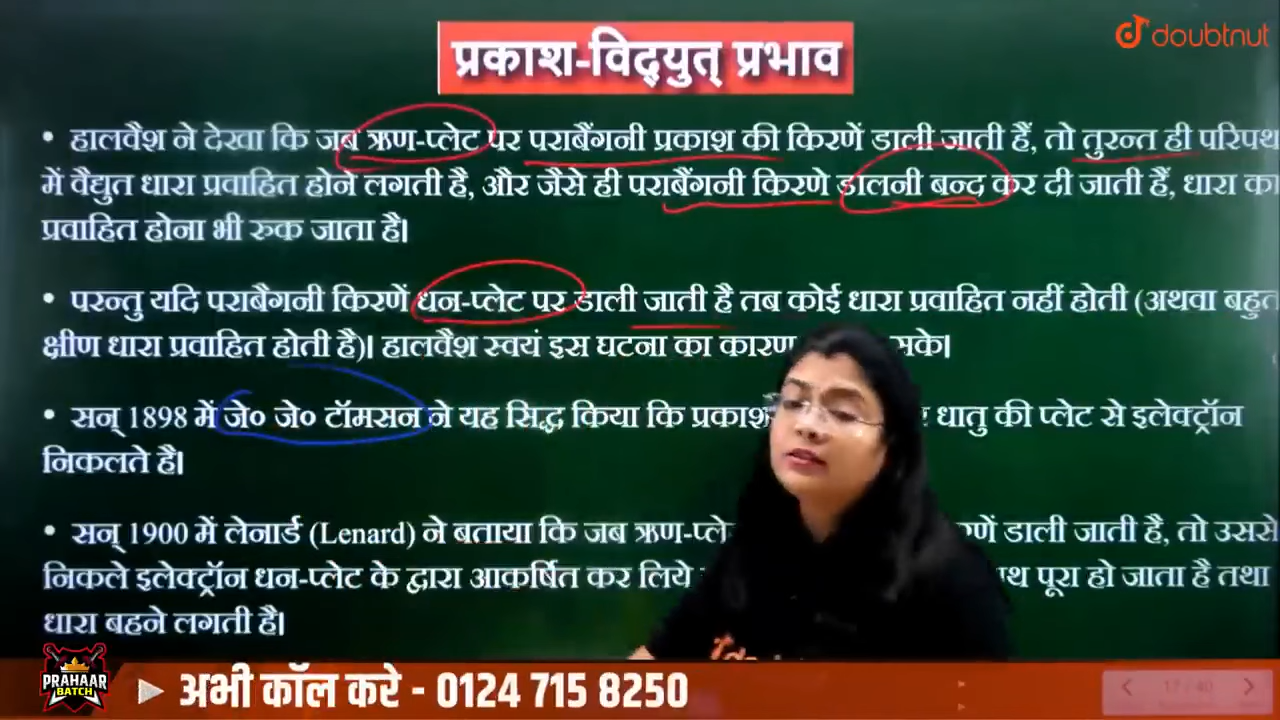 doubtnut
प्रकाश-विद्युत् प्रभाव
• हालवैश ने देखा कि जब ऋण-प्लेट पर पराबैंगनी प्रकाश की किरणें डाली जाती हैं, तो तुरन्त ही परिपथ
में वैद्युत धारा प्रवाहित होने लगती है, और जैसे ही पराबैंगनी किरणे डालनी बन्द कर दी जाती हैं, धारा का
प्रवाहित होना भी रुक जाता है।
• परन्तु यदि पराबैगनी किरणें धन-प्लेट पर डाली जाती है तब कोई धारा प्रवाहित नहीं होती (अथवा बहुत
क्षीण धारा प्रवाहित होती है)। हालवैश स्वयं इस घटना का कारण सके।
• सन् 1898 में जे० जे० टॉमसन ने यह सिद्ध किया कि प्रकाश धातु की प्लेट से इलेक्ट्रॉन
निकलते है।
• सन् 1900 में लेनार्ड (Lenard) ने बताया कि जब ऋण-प्ले डाली जाती है, तो उससे
निकले इलेक्ट्रॉन धन-प्लेट के द्वारा आकर्षित कर लिये पूरा हो जाता है तथा
धारा बहने लगती है।
PRAHAAR
BATCH
अभी कॉल करे - 0124 715 8250
17 / 40